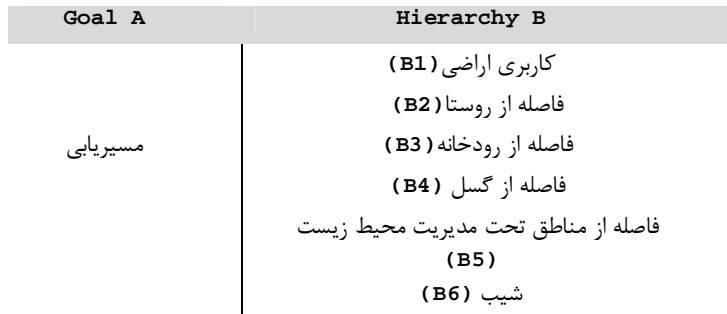 Goal A Hierarchy B
کاربری اراضی(B1)
فاصله از روستا(B2)
مسیریابی فاصله از رودخانه(B3)
فاصله از گسل (B4)
فاصله از مناطق تحت مدیریت محیط زیست
(B5)
شیب (B6)